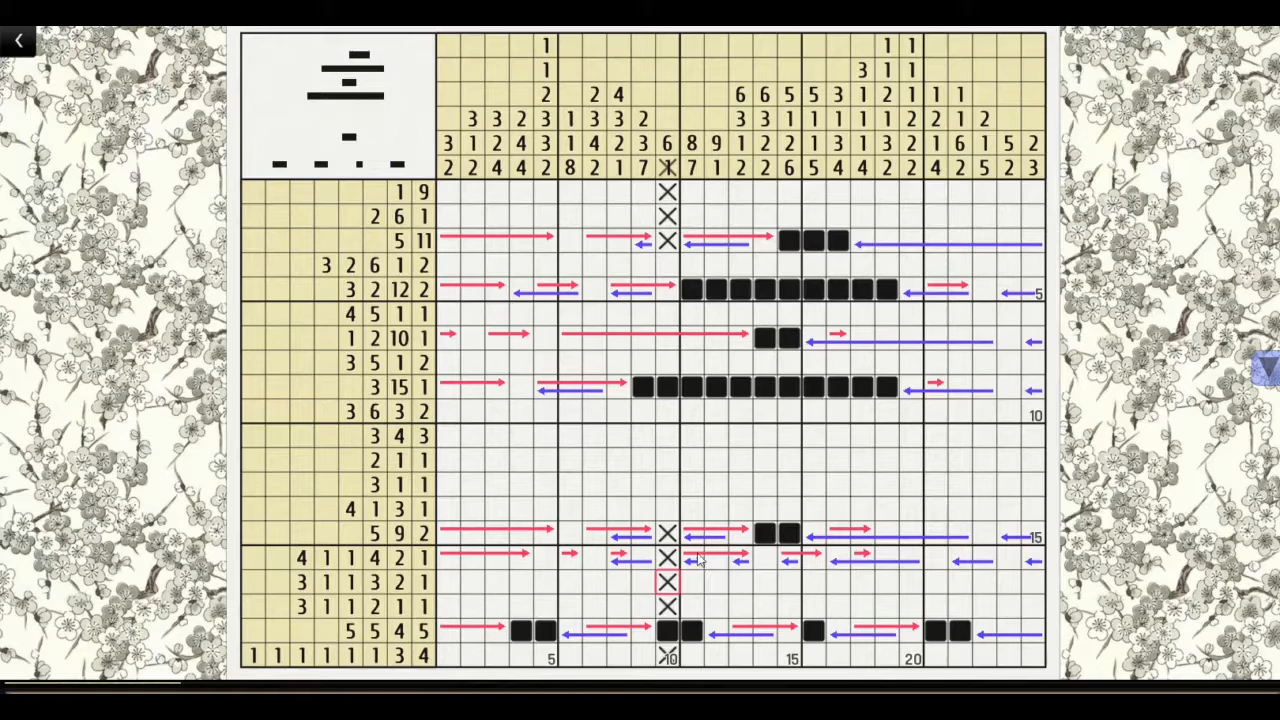 1 1 1
1 3 1 1
2 2 4 6 6 5 5 3 1 2 1 1 1
3 3 2 3 1 3 3 2 3 3 2 1 1 3 1 2 2 1 2
3 1 2 4 3 1 4 2 3 6 8 9 1 2 1 1 3 1 3 2 1 6 1 5 2
2 2 4 4 2 8 2 1 7 1 7 1 2 2 6 5 4 4 2 2 4 2 5 2 3
1 9
2 6 1
5 11
3 2 6 1 2
3 2 12 2 5
4 5 1 1
1 2 10 1
3 5 1 2
3 15 1
3 6 3 2 10
3 4 3
2 1 1
3 1 1
4 1 3 1
5 9 2 15
4 1 1 4 2 1
3 1 1 3 2 1
3 1 1 2 1 1
5 5 4 5
1 1 1 1 1 3 4 5 10 15 20